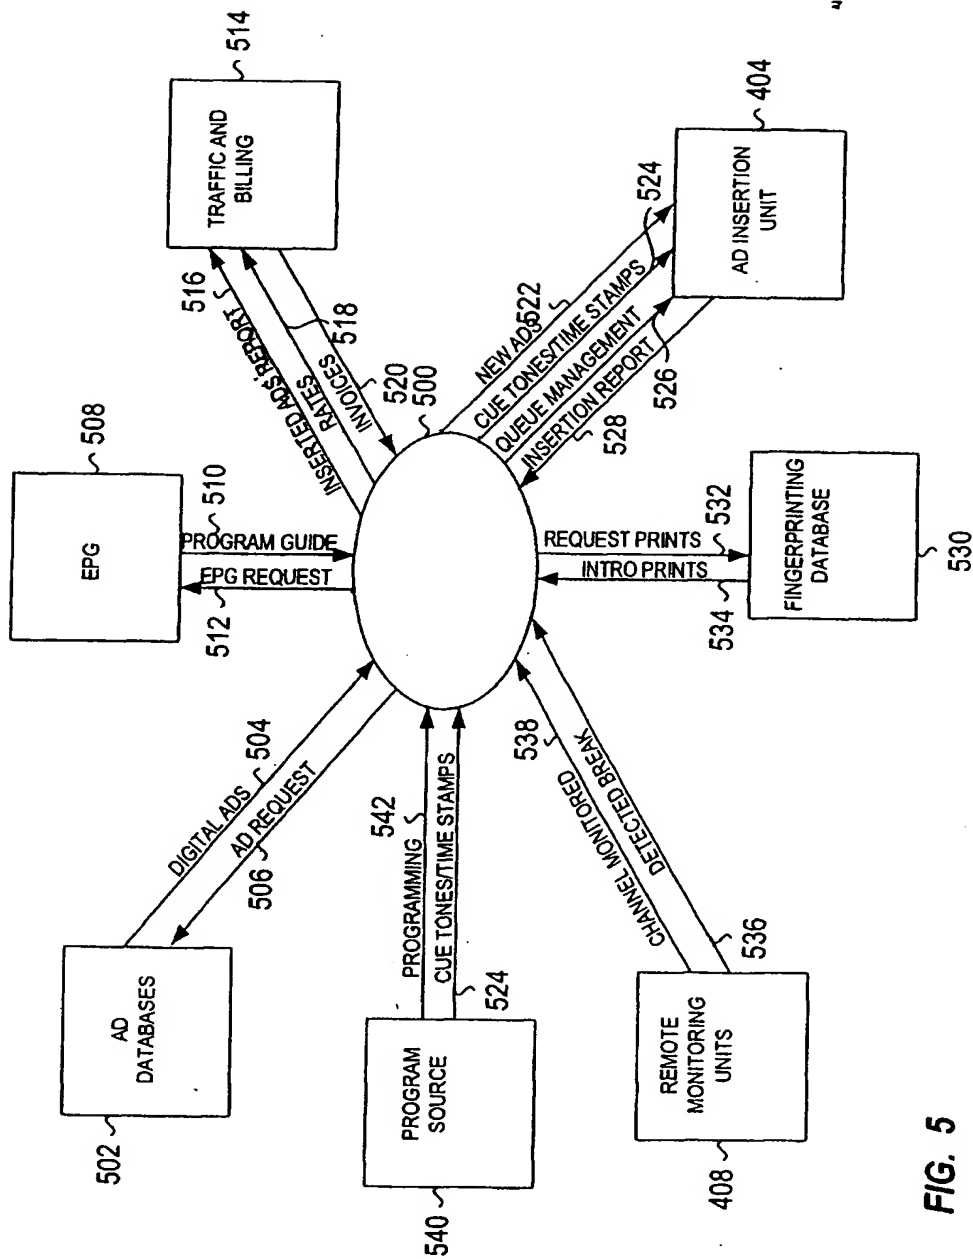 EPG
508
AD
DATABASES
502
510
PROGRAM GUIDE
EPG REQUEST
512
TRAFFIC AND
BILLING
514
516
INSERTED ADS REPORT
RATES
518
INVOICES
520
DIGITAL ADS
504
AD REQUEST
506
500
PROGRAM
SOURCE
540
PROGRAMMING
542
CUE TONES/TIME STAMPS
524
NEW ADS
522
CUE TONES/TIME STAMPS
524
QUEUE MANAGEMENT
526
INSERTION REPORT
528
AD INSERTION
UNIT
404
REQUEST PRINTS
532
INTRO PRINTS
534
538
CHANNEL MONITORED
DETECTED BREAK
536
REMOTE
MONITORING
UNITS
408
FINGERPRINTING
DATABASE
530
FIG. 5